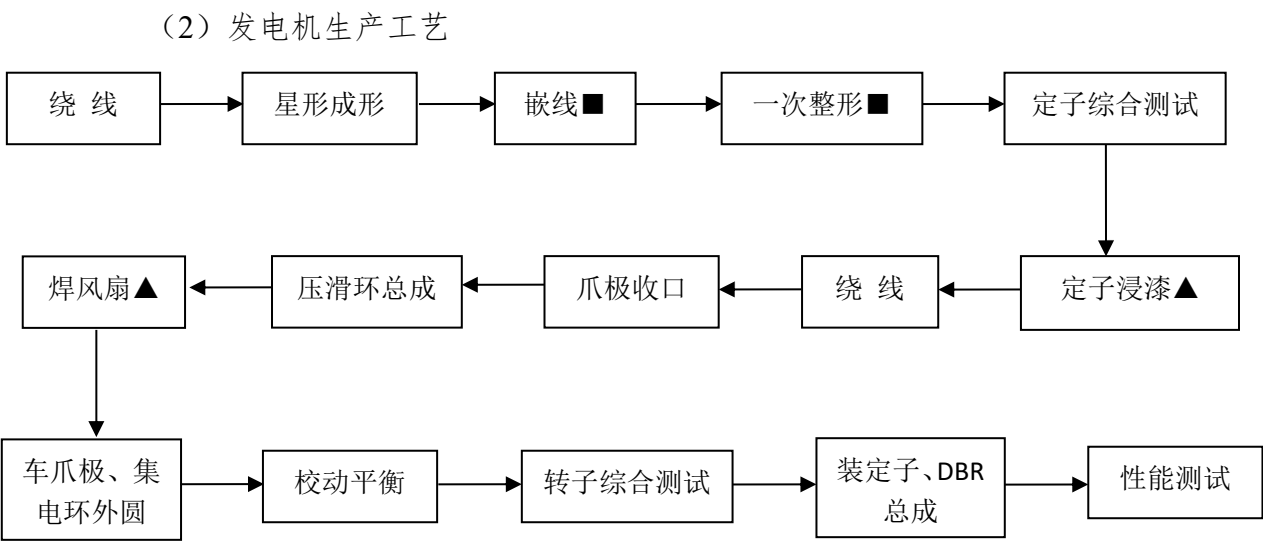 （2）发电机生产工艺
绕 线
星形成形
嵌线■
一次整形■
定子综合测试
焊风扇▲
压滑环总成
爪极收口
绕 线
定子浸漆▲
车爪极、集
电环外圆
校动平衡
转子综合测试
装定子、DBR
总成
性能测试